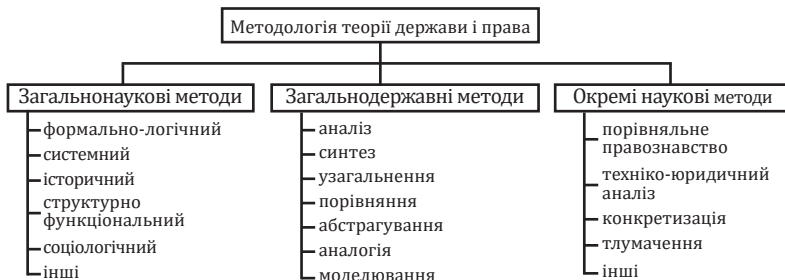 Методологія теорії держави і права
Загальнонаукові методи
формально-логічний
системний
історичний
структурно
функціональний
соціологічний
інші
Загальнодержавні методи
аналіз
синтез
узагальнення
порівняння
абстрагування
аналогія
моделювання
Окремі наукові методи
порівняльне
правознавство
техніко-юридичний
аналіз
конкретизація
тлумачення
інші